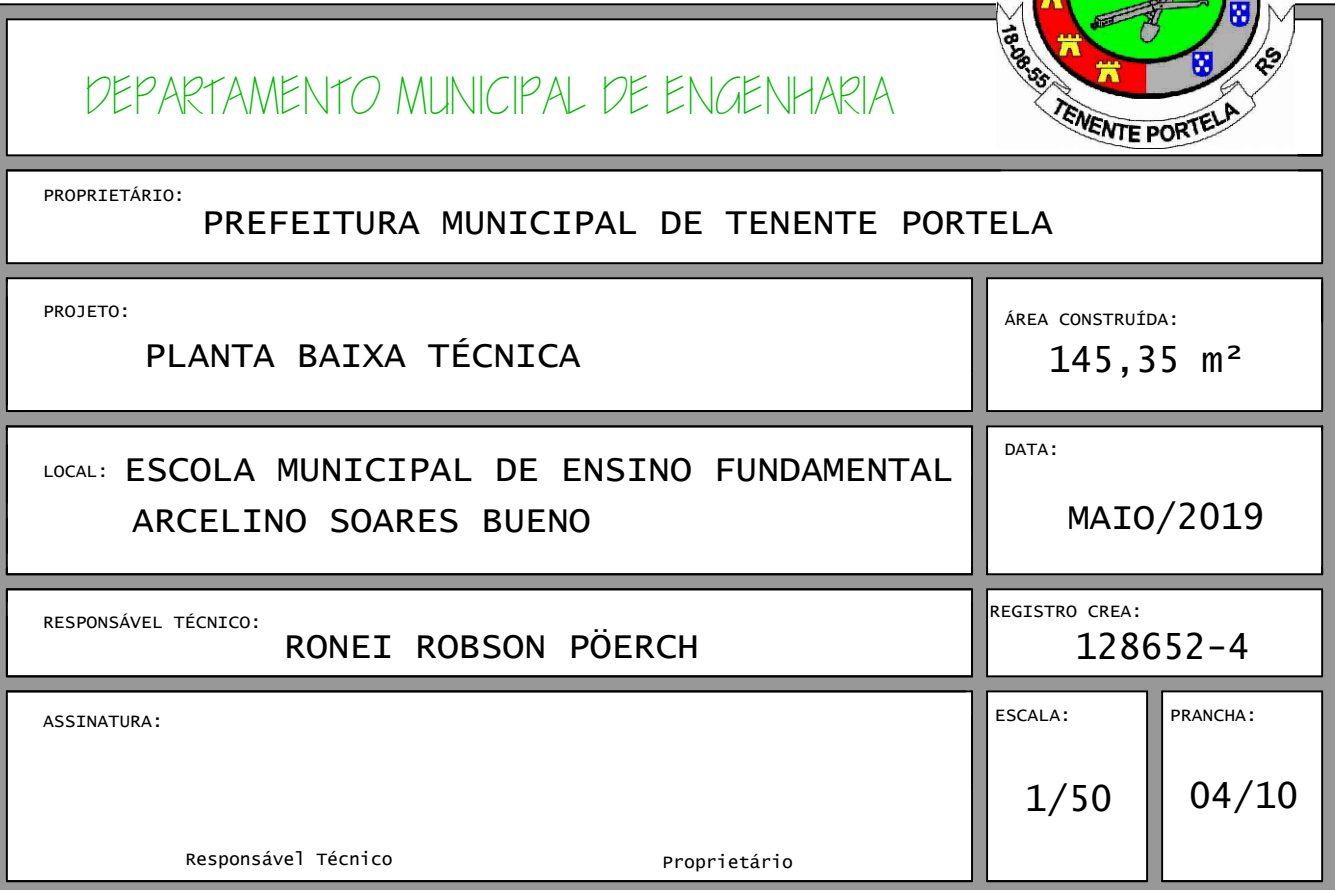 DEPARTAMENTO MUNICIPAL DE ENGENHARIA
18-08-55 TENENTE PORTELA RS
PROPRIETÁRIO:
PREFEITURA MUNICIPAL DE TENENTE PORTELA
PROJETO:
PLANTA BAIXA TÉCNICA
ÁREA CONSTRUÍDA:
145,35 m²
LOCAL: ESCOLA MUNICIPAL DE ENSINO FUNDAMENTAL
ARCELINO SOARES BUENO
DATA:
MAIO/2019
RESPONSÁVEL TÉCNICO:
RONEI ROBSON PÖERCH
REGISTRO CREA:
128652-4
ASSINATURA:
Responsável Técnico
Proprietário
ESCALA:
1/50
PRANCHA:
04/10